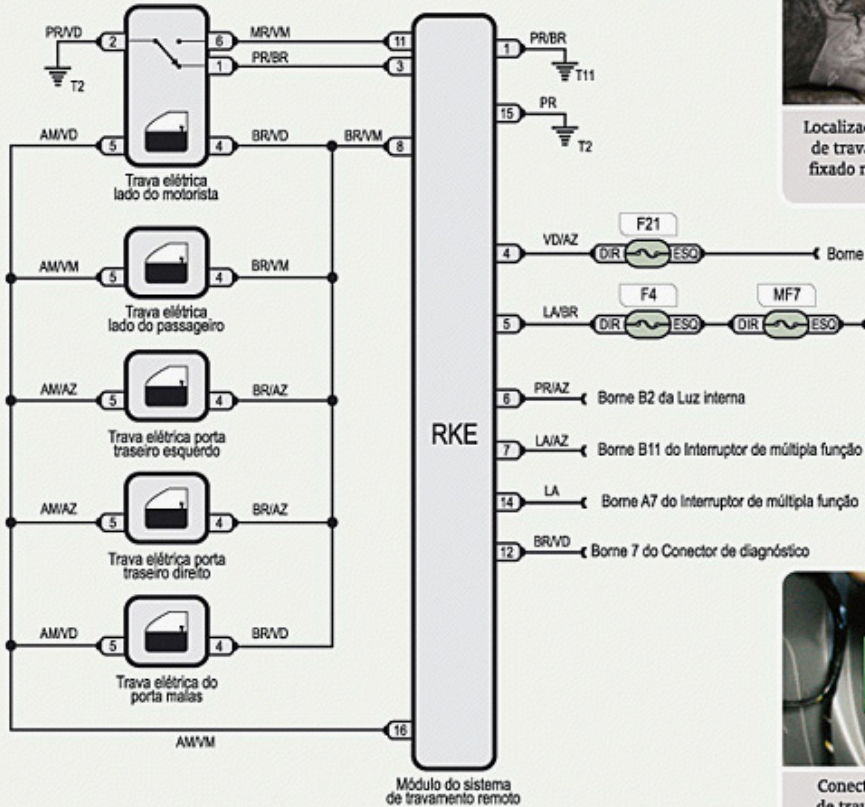 PR/VD
2
6
MR/VM
11
T2
1
PR/BR
3
AM/VD
5
4
BR/VD
BR/VM
8
Trava elétrica
lado do motorista
AM/VM
5
4
BR/VM
Trava elétrica
lado do passageiro
AM/AZ
5
4
BR/AZ
Trava elétrica porta
traseiro esquerdo
AM/AZ
5
4
BR/AZ
Trava elétrica porta
traseiro direito
AM/VD
5
4
BR/VD
Trava elétrica do
porta malas
AM/VM
16
RKE
Módulo do sistema
de travamento remoto
1
PR/BR
T11
15
PR
T2
4
VD/AZ
F21
DIR
ESQ
Borne
5
LA/BR
F4
DIR
ESQ
MF7
DIR
ESQ
6
PR/AZ
Borne B2 da Luz interna
7
LA/AZ
Borne B11 do Interruptor de múltipla função
14
LA
Borne A7 do Interruptor de múltipla função
12
BR/VD
Borne 7 do Conector de diagnóstico
de
fixado
de